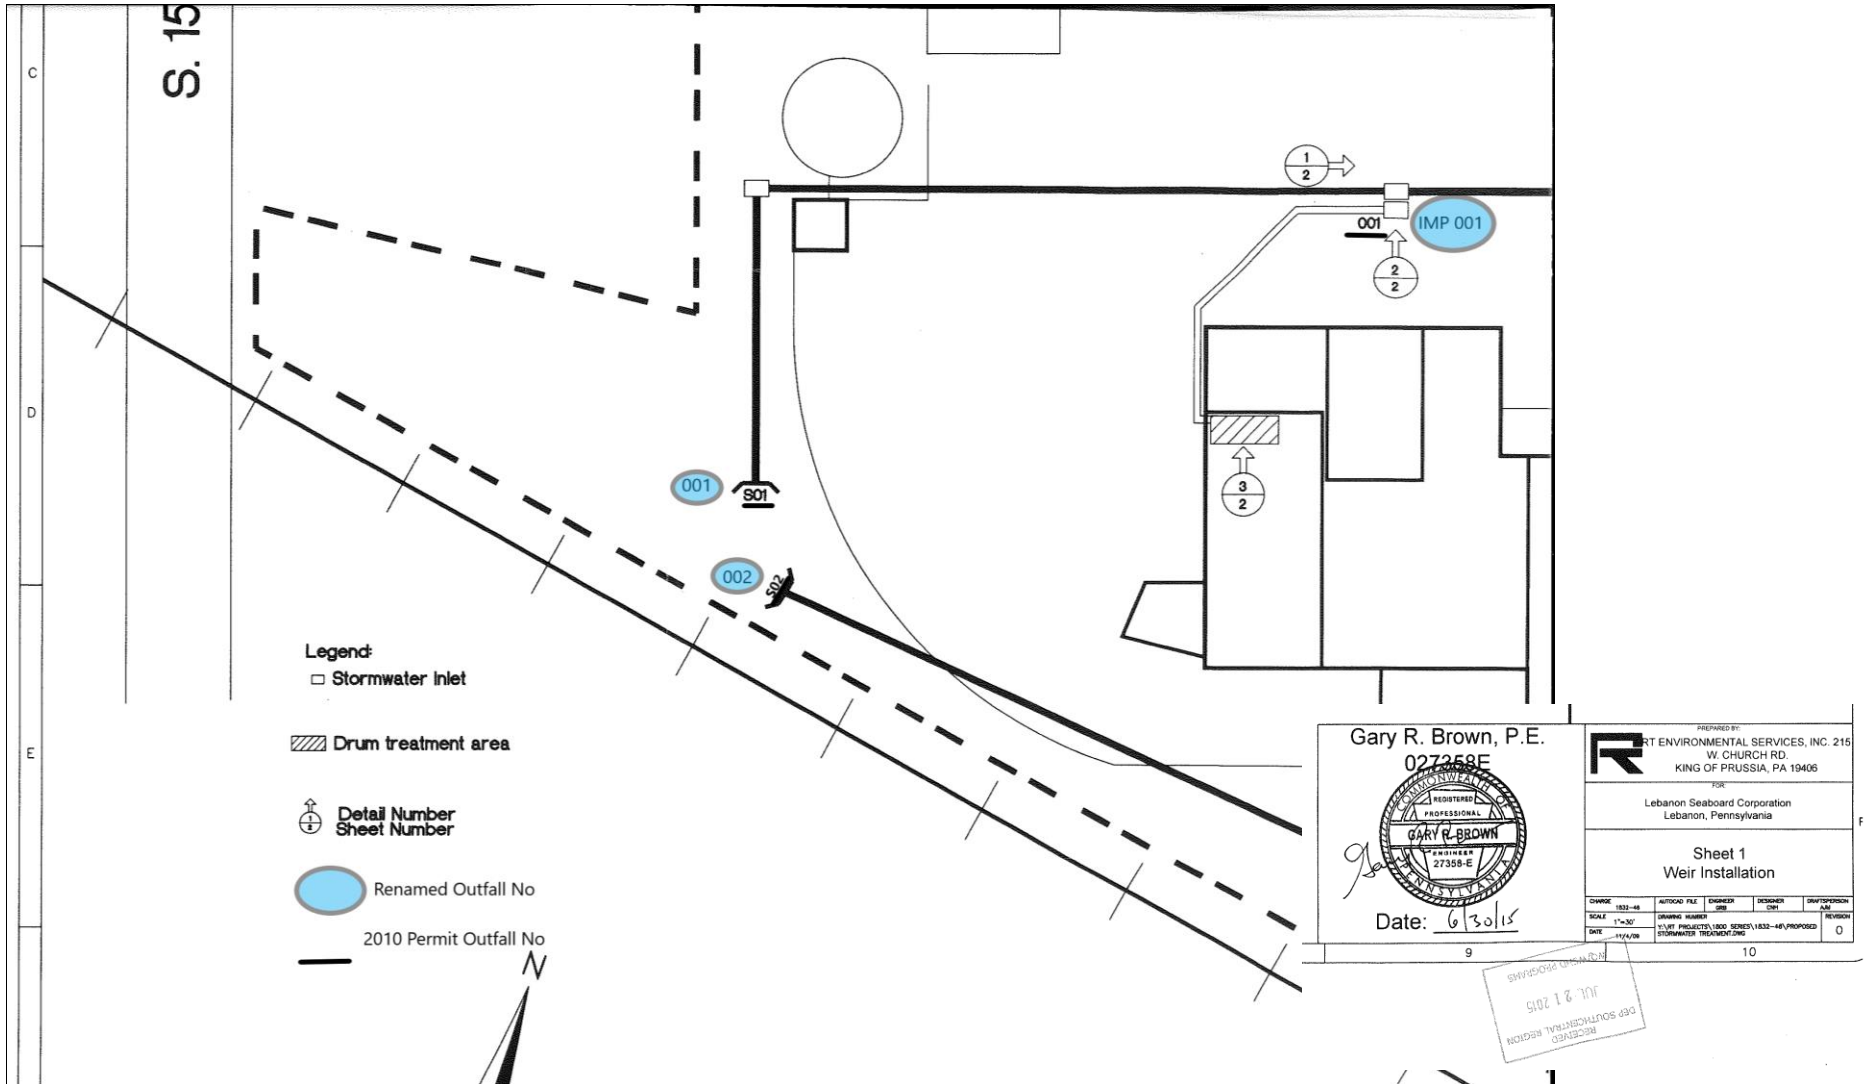 C
S. 15
1
2
001
IMP 001
2
2
D
3
2
001
S01
002
S02
Legend:
Stormwater Inlet
Drum treatment area
1
2
Detail Number
Sheet Number
Renamed Outfall No
2010 Permit Outfall No
N
E
Gary R. Brown, P.E.
027358E
COMMONWEALTH OF
REGISTERED
PROFESSIONAL
GARY R. BROWN
ENGINEER
27358-E
PENNSYLVANIA
Date: 6/30/15
PREPARED BY:
RT ENVIRONMENTAL SERVICES, INC. 215
W. CHURCH RD.
KING OF PRUSSIA, PA 19406
FOR:
Lebanon Seaboard Corporation
Lebanon, Pennsylvania
Sheet 1
Weir Installation
CHARGE 1832-46
AUTOCAD FILE
ENGINEER GRB
DESIGNER CNH
DRAFTSPERSON AJM
SCALE 1"=30'
DRAWING NUMBER
Y:\RT PROJECTS\1800 SERIES\1832-46\PROPOSED
STORMWATER TREATMENT.DWG
REVISION
0
DATE 11/4/09
F
9
10
RECEIVED
DEP SOUTHCENTRAL REGION
JUL 21 2015
WQ/WSHD PROGRAMS